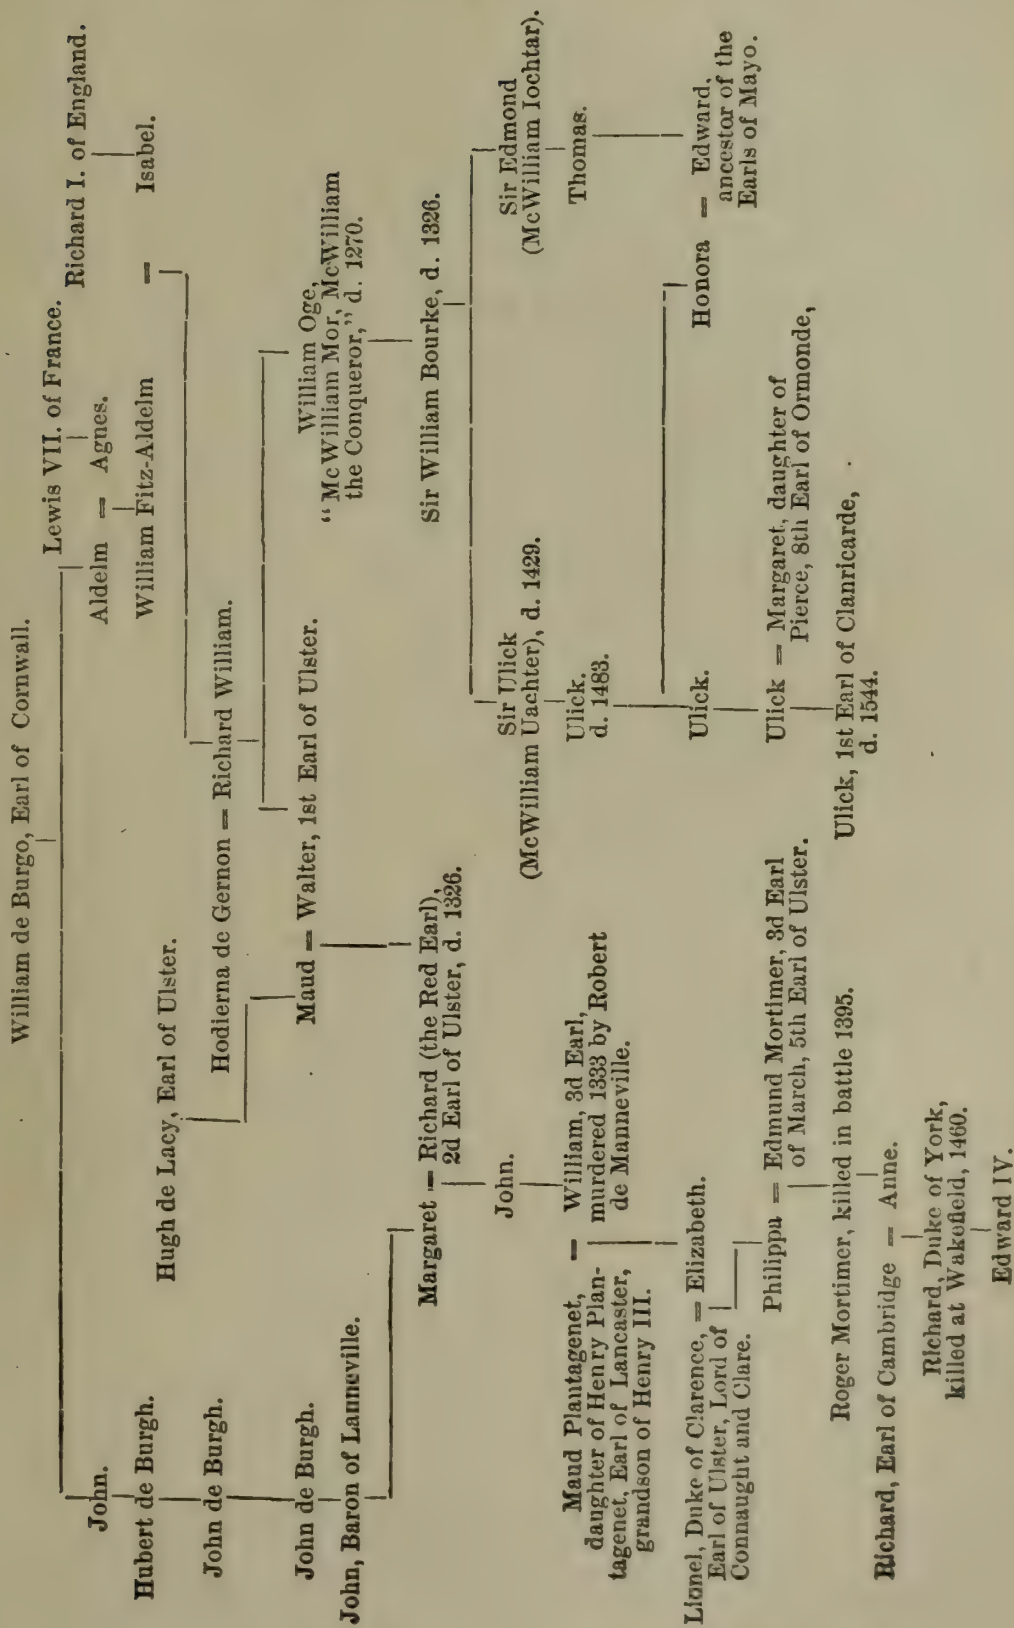 William de Burgo, Earl of Cornwall.
Lewis VII. of France.
Richard I. of England.
John.
Aldelm = Agnes.
Hubert de Burgh.
Hugh de Lacy, Earl of Ulster.
William Fitz-Aldelm = Isabel.
John de Burgh.
Hodierna de Gernon = Richard William.
John de Burgh.
Maud = Walter, 1st Earl of Ulster.
William Oge,
“McWilliam Mor, McWilliam
the Conqueror,” d. 1270.
John, Baron of Lanneville.
Margaret = Richard (the Red Earl),
2d Earl of Ulster, d. 1326.
Sir William Bourke, d. 1326.
John.
Sir Ulick
(McWilliam Uachter), d. 1429.
Sir Edmond
(McWilliam Iochtar).
Maud Plantagenet,
daughter of Henry Plan-
tagenet, Earl of Lancaster,
grandson of Henry III.
= William, 3d Earl,
murdered 1333 by Robert
de Manneville.
Ulick.
d. 1483.
Thomas.
Lionel, Duke of Clarence, = Elizabeth.
Earl of Ulster, Lord of
Connaught and Clare.
Ulick.
Honora = Edward,
ancestor of the
Earls of Mayo.
Philippa = Edmund Mortimer, 3d Earl
of March, 5th Earl of Ulster.
Ulick = Margaret, daughter of
Pierce, 8th Earl of Ormonde,
Roger Mortimer, killed in battle 1395.
Ulick, 1st Earl of Clanricarde,
d. 1544.
Richard, Earl of Cambridge = Anne.
Richard, Duke of York,
killed at Wakefield, 1460.
Edward IV.